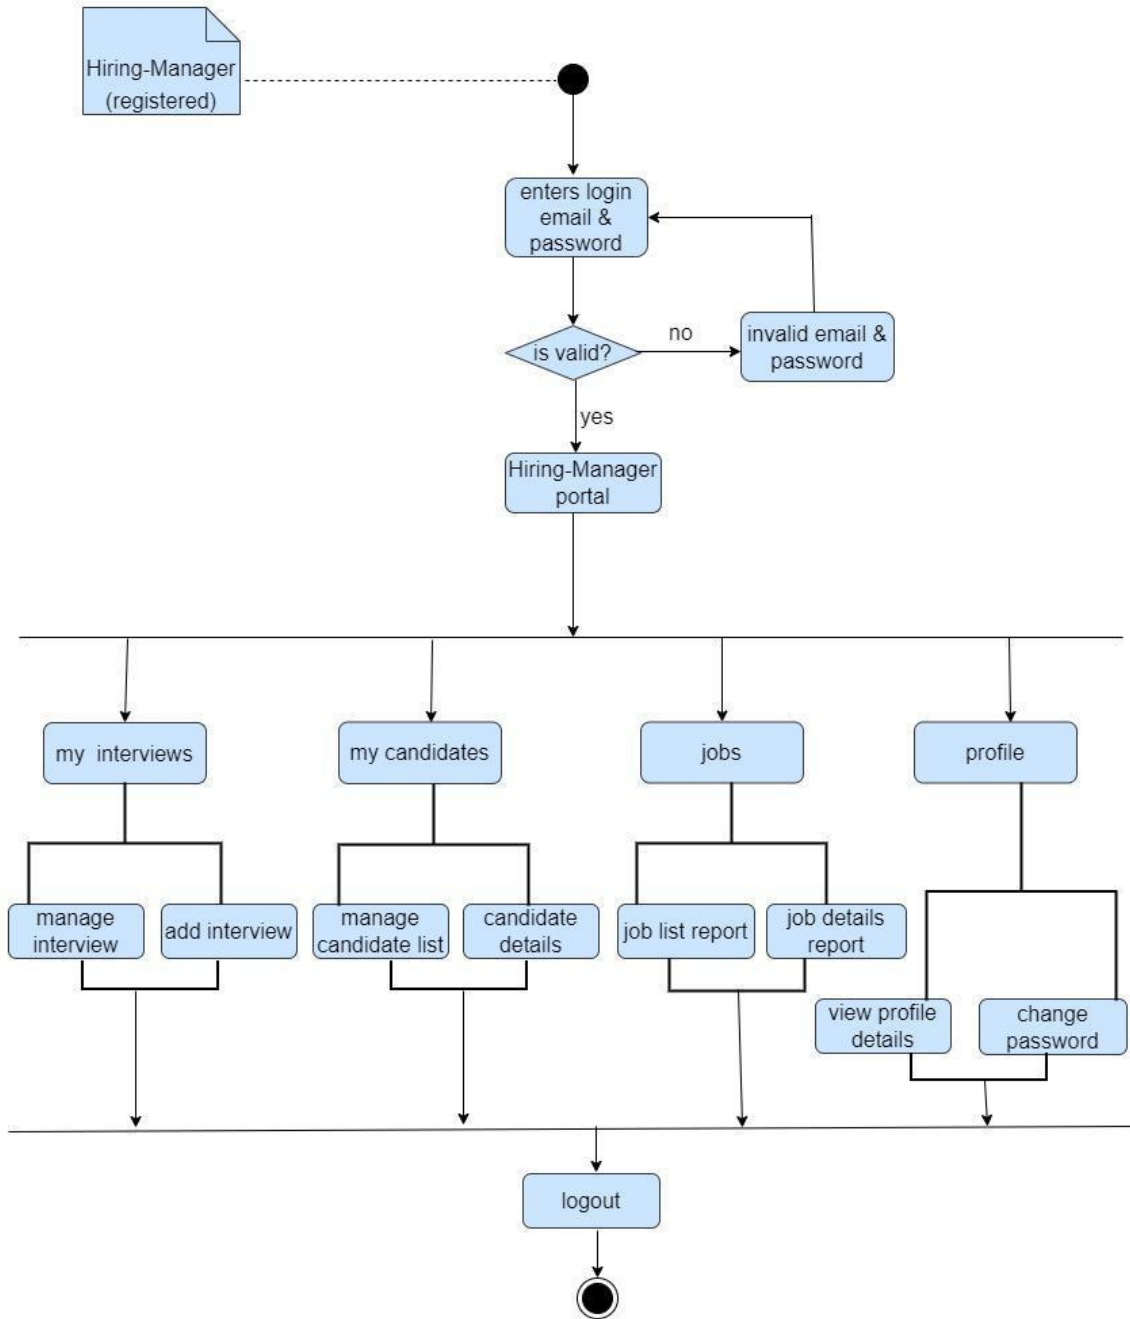 Hiring-Manager
(registered)
enters login
email &
password
is valid?
no
invalid email &
password
yes
Hiring-Manager
portal
my interviews
my candidates
jobs
profile
manage
interview
add interview
manage
candidate list
candidate
details
job list report
job details
report
view profile
details
change
password
logout